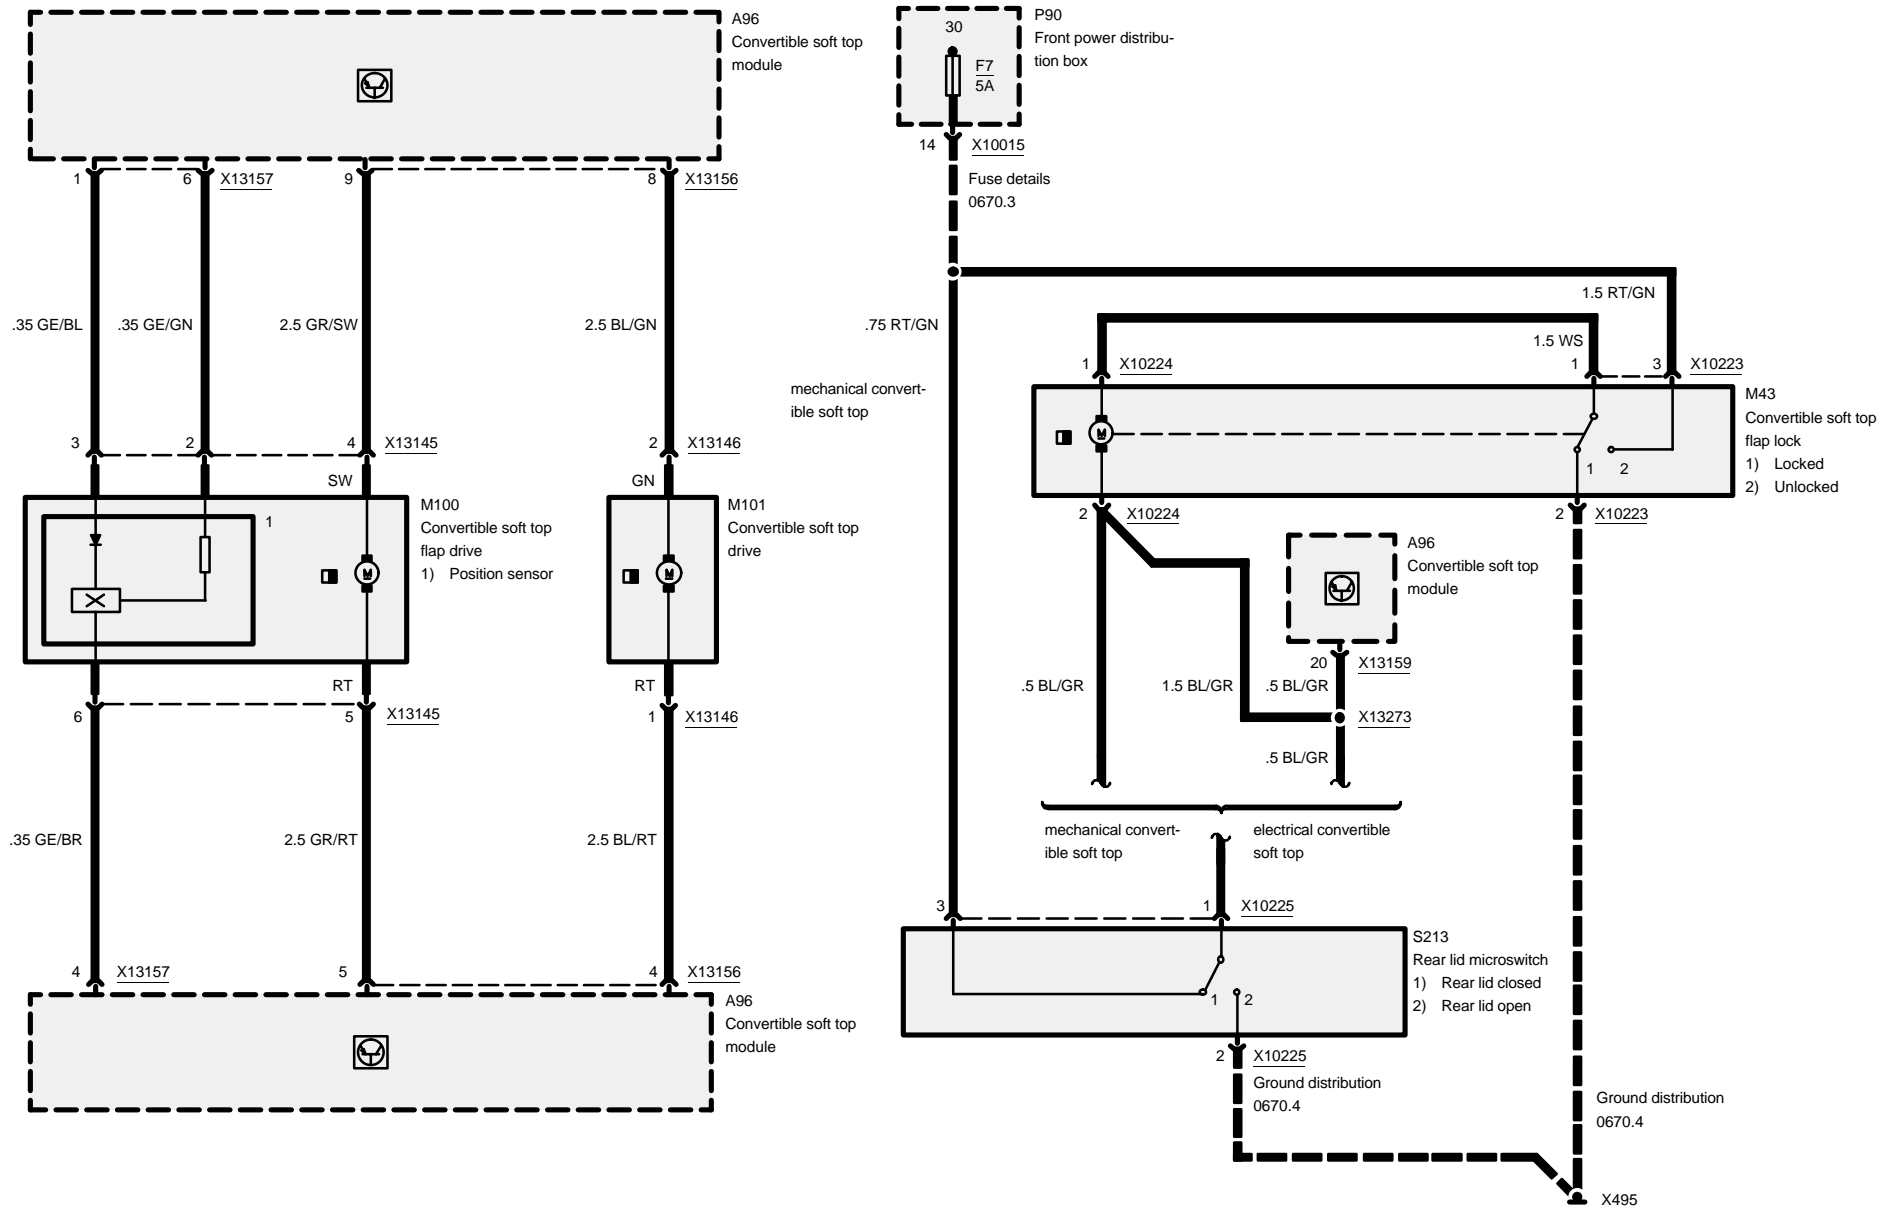 A96
Convertible soft top
module
P90
Front power distribu-
tion box
30
F7
5A
14
X10015
Fuse details
0670.3
1
6
X13157
9
8
X13156
.35 GE/BL
.35 GE/GN
2.5 GR/SW
2.5 BL/GN
.75 RT/GN
1.5 RT/GN
1.5 WS
mechanical convert-
ible soft top
1
X10224
1
3
X10223
M43
Convertible soft top
flap lock
1) Locked
2) Unlocked
M
1
2
3
2
4
X13145
2
X13146
SW
GN
M100
Convertible soft top
flap drive
1) Position sensor
1
M
M101
Convertible soft top
drive
M
2
X10224
2
X10223
A96
Convertible soft top
module
20
X13159
.5 BL/GR
1.5 BL/GR
.5 BL/GR
X13273
.5 BL/GR
RT
RT
6
5
X13145
1
X13146
.35 GE/BR
2.5 GR/RT
2.5 BL/RT
mechanical convert-
ible soft top
electrical convertible
soft top
3
1
X10225
4
X13157
5
4
X13156
A96
Convertible soft top
module
S213
Rear lid microswitch
1) Rear lid closed
2) Rear lid open
1
2
2
X10225
Ground distribution
0670.4
Ground distribution
0670.4
X495